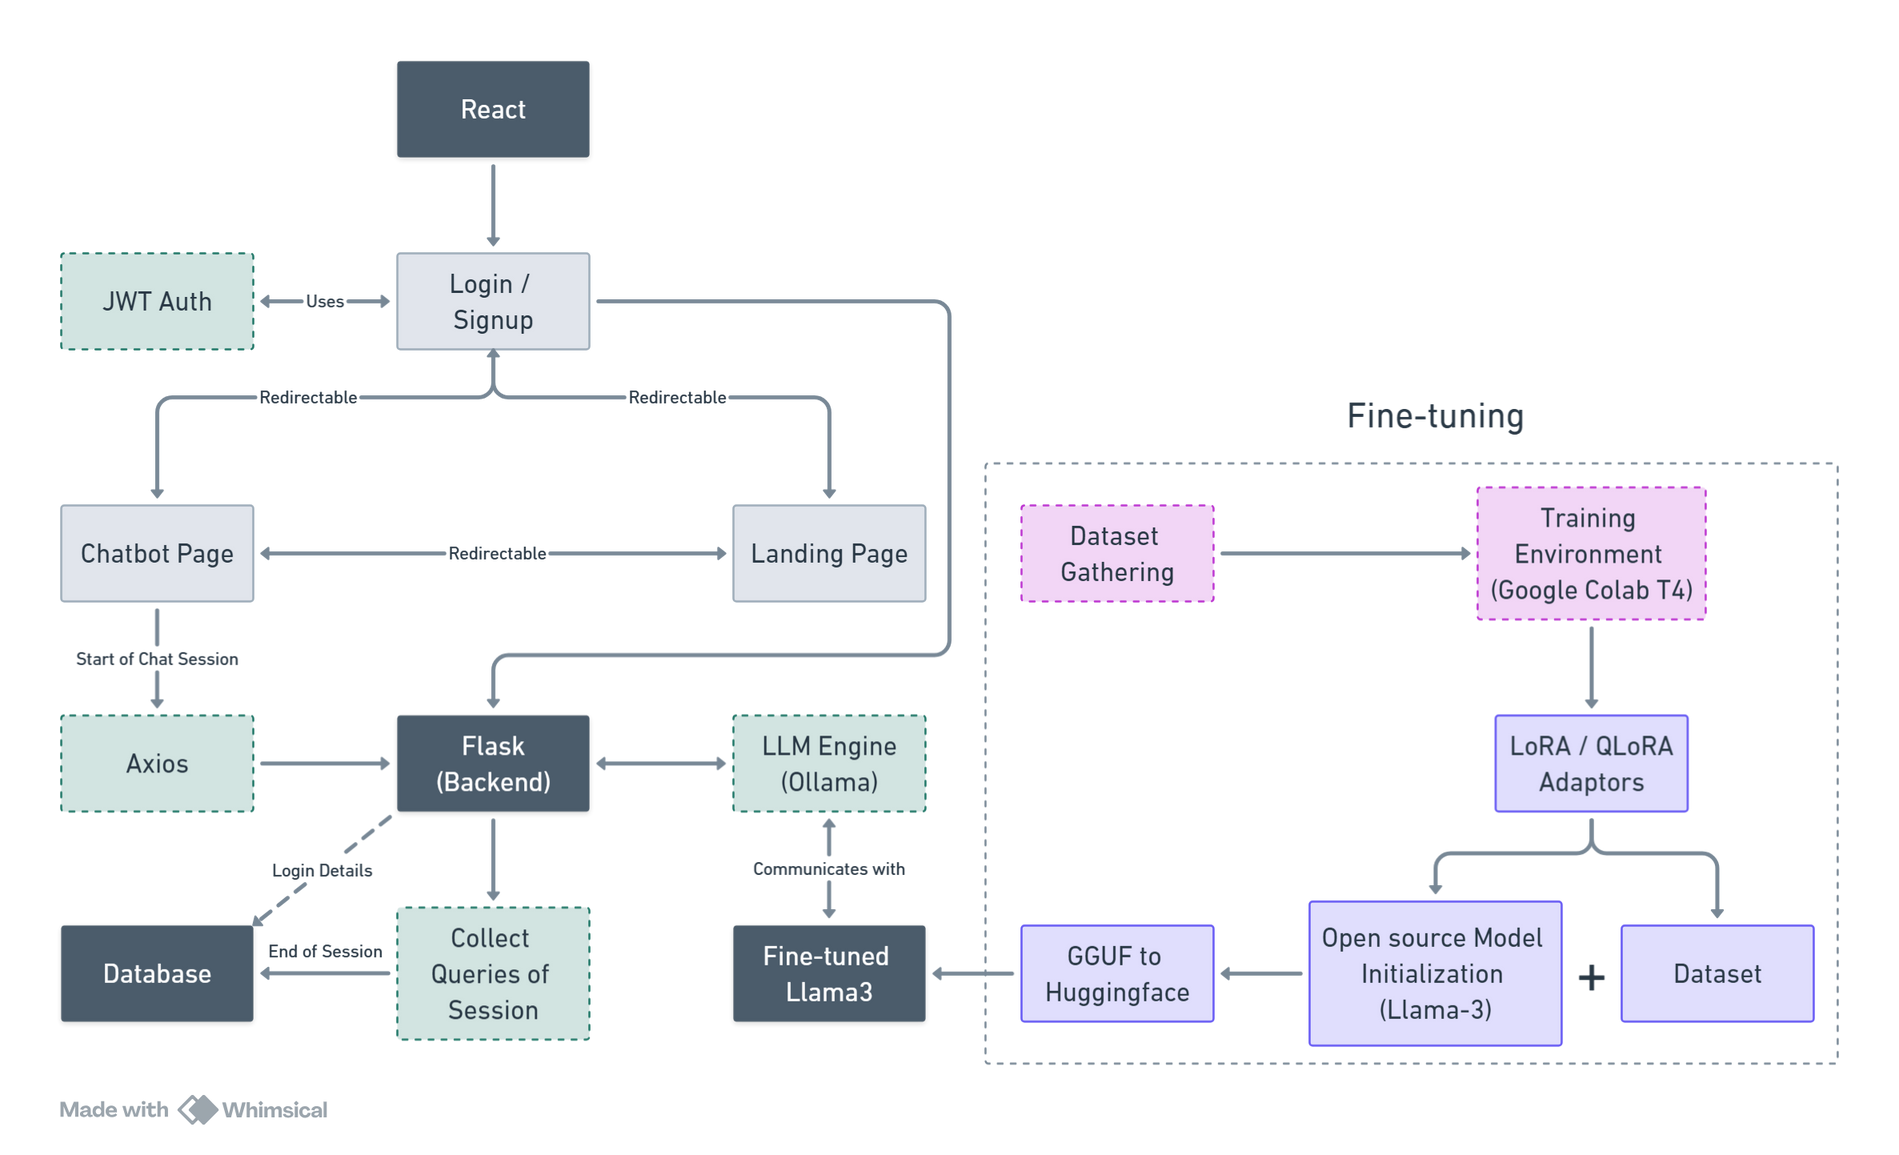 React
JWT Auth
Uses
Login /
Signup
Redirectable
Redirectable
Chatbot Page
Redirectable
Landing Page
Start of Chat Session
Axios
Flask
(Backend)
LLM Engine
(Ollama)
Login Details
Communicates with
Database
End of Session
Collect
Queries of
Session
Fine-tuned
Llama3
Fine-tuning
Dataset
Gathering
Training
Environment
(Google Colab T4)
LoRA / QLoRA
Adaptors
GGUF to
Huggingface
Open source Model
Initialization
(Llama-3)
+
Dataset
Made with Whimsical